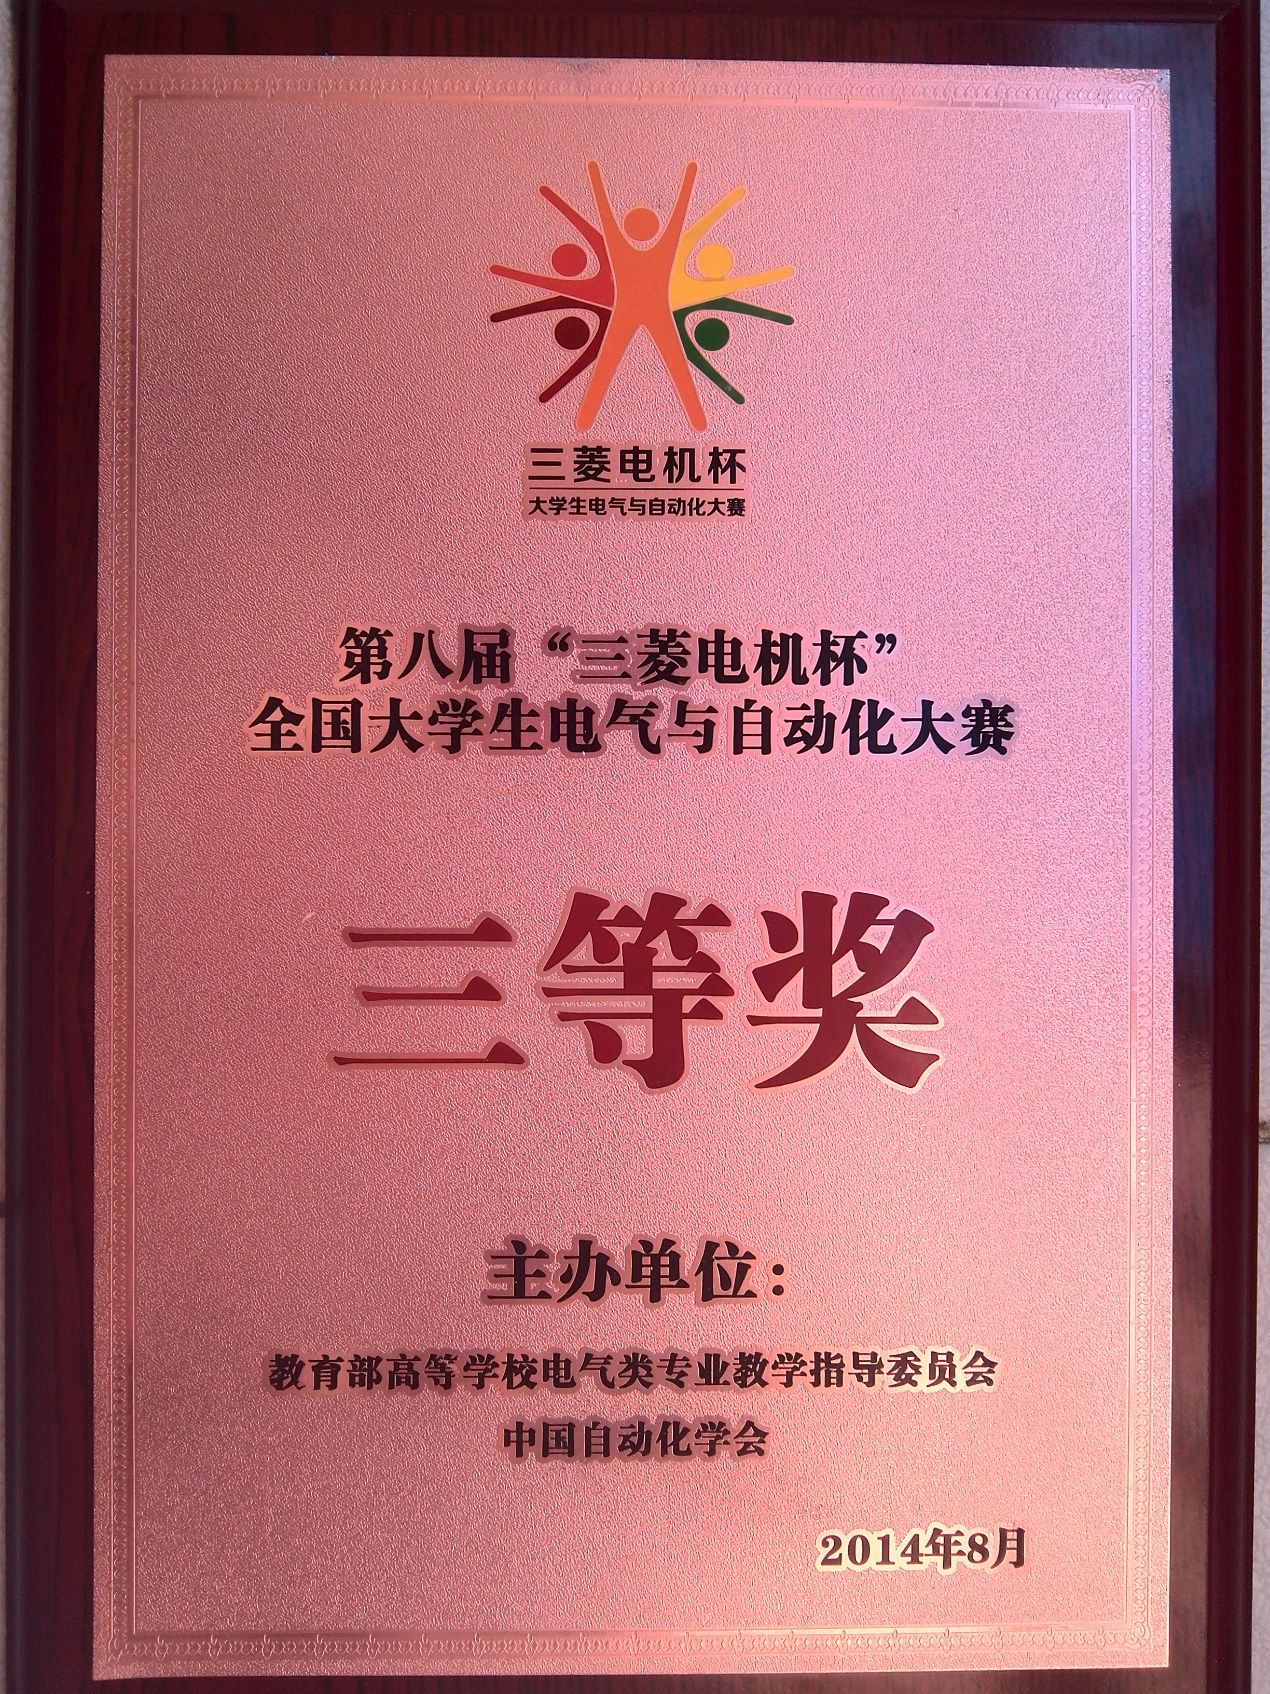 三菱电机杯
大学生电气与自动化大赛
第八届“三菱电机杯”
全国大学生电气与自动化大赛
三等奖
主办单位：
教育部高等学校电气类专业教学指导委员会
中国自动化学会
2014年8月